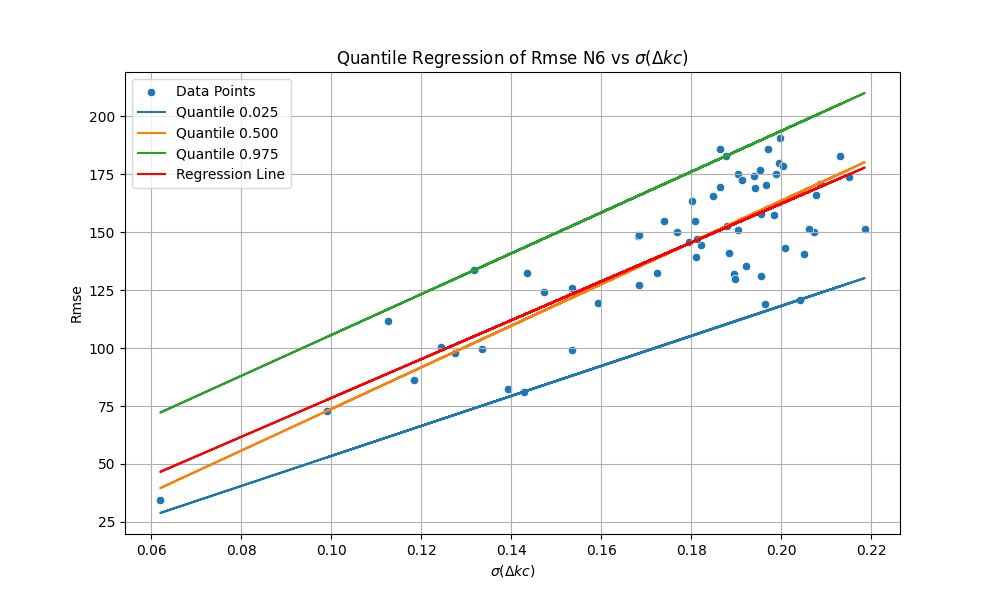 Quantile Regression of Rmse N6 vs σ(Δkc)
Data Points
Quantile 0.025
Quantile 0.500
Quantile 0.975
Regression Line
Rmse
200
175
150
125
100
75
50
25
0.06 0.08 0.10 0.12 0.14 0.16 0.18 0.20 0.22
σ(Δkc)